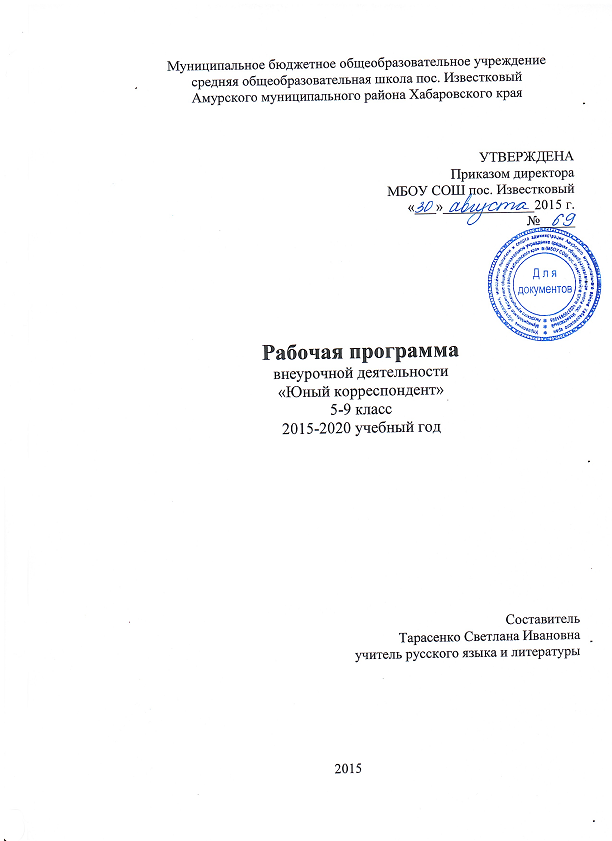 Муниципальное бюджетное общеобразовательное учреждение
средняя общеобразовательная школа пос. Известковый
Амурского муниципального района Хабаровского края
УТВЕРЖДЕНА
Приказом директора
МБОУ СОШ пос. Известковый
«30» августа 2015 г.
№ 69
Для
документов
Рабочая программа
внеурочной деятельности
«Юный корреспондент»
5-9 класс
2015-2020 учебный год
Составитель
Тарасенко Светлана Ивановна
учитель русского языка и литературы
2015